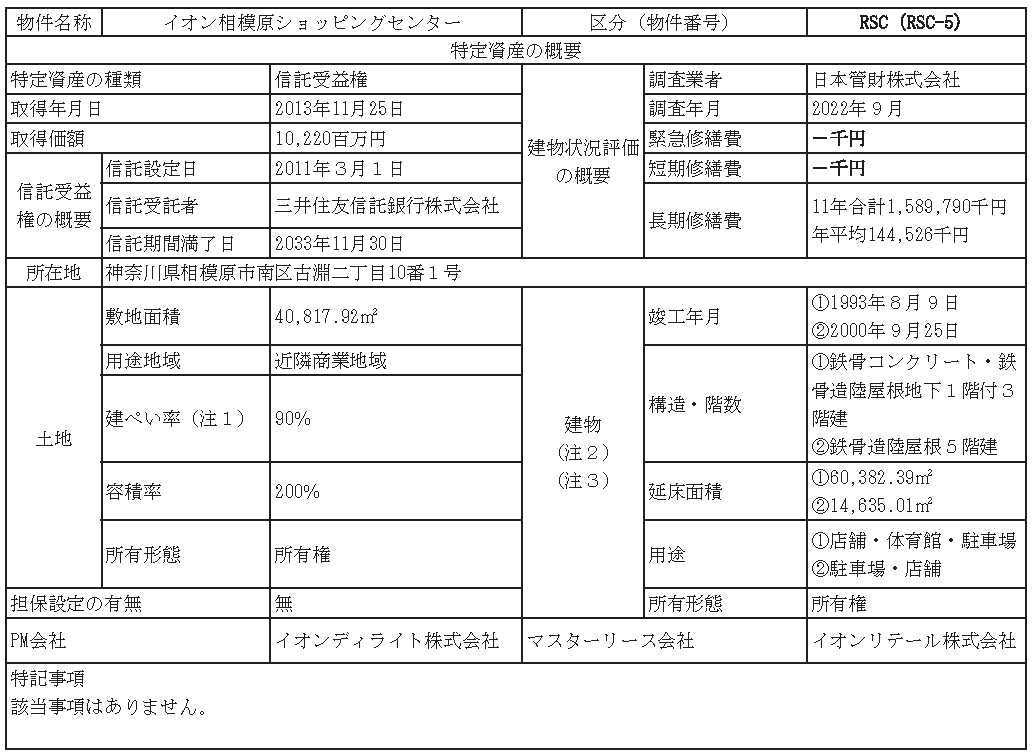 物件名称 イオン相模原ショッピングセンター 区分（物件番号） RSC（RSC-5）
特定資産の概要
特定資産の種類 信託受益権
取得年月日 2013年11月25日
取得価額 10,220百万円
信託受益
権の概要
信託設定日 2011年３月１日
信託受託者 三井住友信託銀行株式会社
信託期間満了日 2033年11月30日
建物状況評価
の概要
調査業者 日本管財株式会社
調査年月 2022年９月
緊急修繕費 －千円
短期修繕費 －千円
長期修繕費
11年合計1,589,790千円
年平均144,526千円
所在地 神奈川県相模原市南区古淵二丁目10番１号
土地
敷地面積 40,817.92㎡
用途地域 近隣商業地域
建ぺい率（注１） 90%
容積率 200%
所有形態 所有権
建物
（注２）
（注３）
竣工年月
①1993年８月９日
②2000年９月25日
構造・階数
①鉄骨コンクリート・鉄
骨造陸屋根地下１階付３
階建
②鉄骨造陸屋根５階建
延床面積
①60,382.39㎡
②14,635.01㎡
用途
①店舗・体育館・駐車場
②駐車場・店舗
担保設定の有無 無
所有形態 所有権
PM会社 イオンディライト株式会社 マスターリース会社 イオンリテール株式会社
特記事項
該当事項はありません。